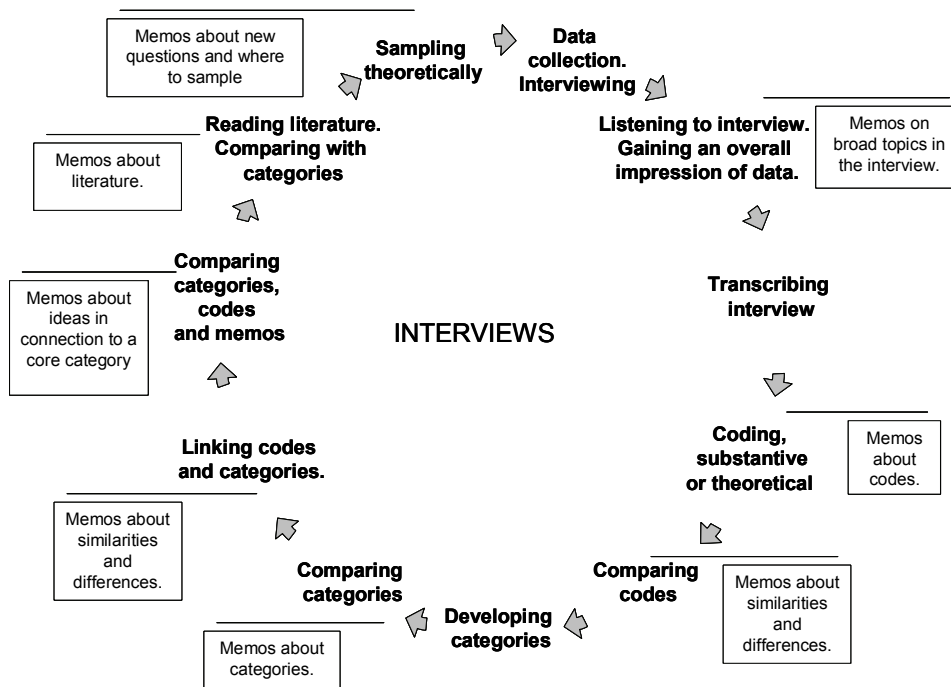 Memos about new
questions and where
to sample
Sampling
theoretically
Data
collection.
Interviewing
Reading literature.
Comparing with
categories
Listening to interview.
Gaining an overall
impression of data.
Memos on
broad topics in
the interview.
Memos about
literature.
Comparing
categories,
codes
and memos
Transcribing
interview
Memos about
ideas in
connection to a
core category
INTERVIEWS
Linking codes
and categories.
Coding,
substantive
or theoretical
Memos
about
codes.
Memos about
similarities
and
differences.
Comparing
categories
Developing
categories
Comparing
codes
Memos about
similarities
and
differences.
Memos about
categories.